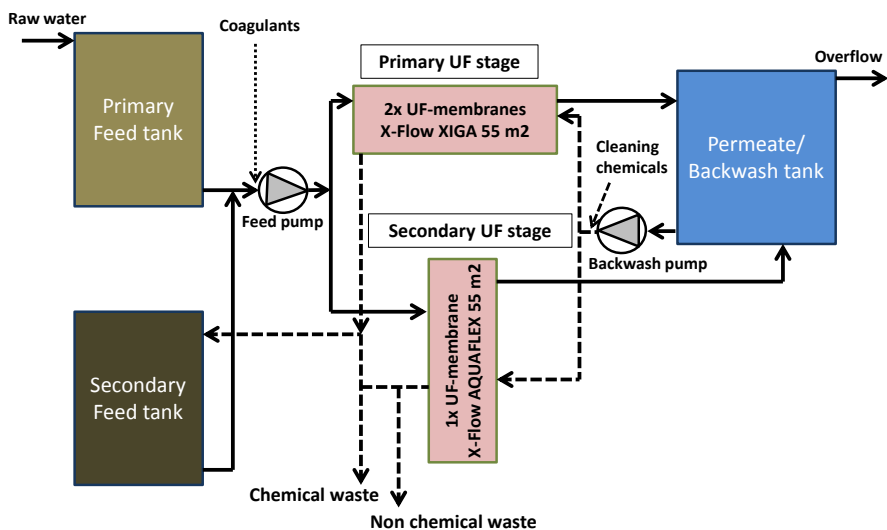 Raw water
Coagulants
Primary UF stage
Overflow
Primary
Feed tank
2x UF-membranes
X-Flow XIGA 55 m2
Permeate/
Backwash tank
Cleaning
chemicals
Feed pump
Secondary UF stage
Backwash pump
1x UF-membrane
X-Flow AQUAFLEX 55 m2
Secondary
Feed tank
Chemical waste
Non chemical waste